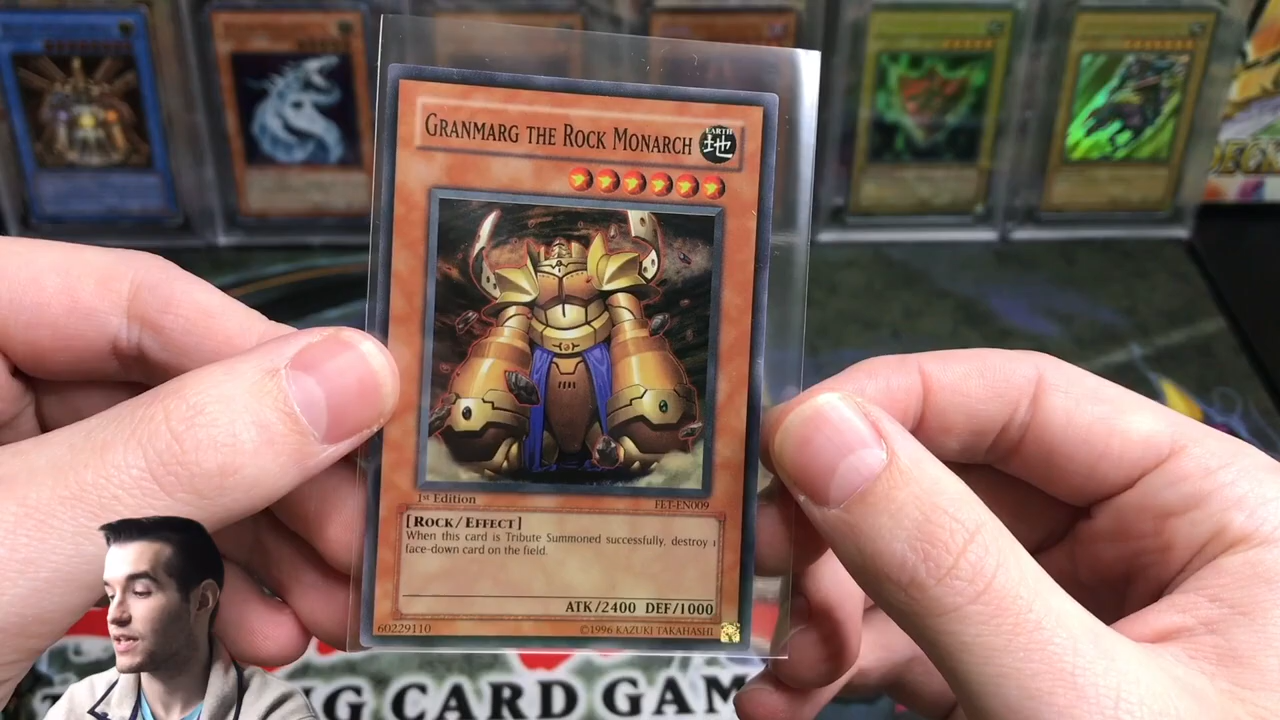 GRANMARG THE ROCK MONARCH
EARTH
地
1st Edition
FET-EN009
[ROCK/EFFECT]
When this card is Tribute Summoned successfully, destroy 1
face-down card on the field.
ATK/2400 DEF/1000
60229110
©1996 KAZUKI TAKAHASHI
NG CARD GAM